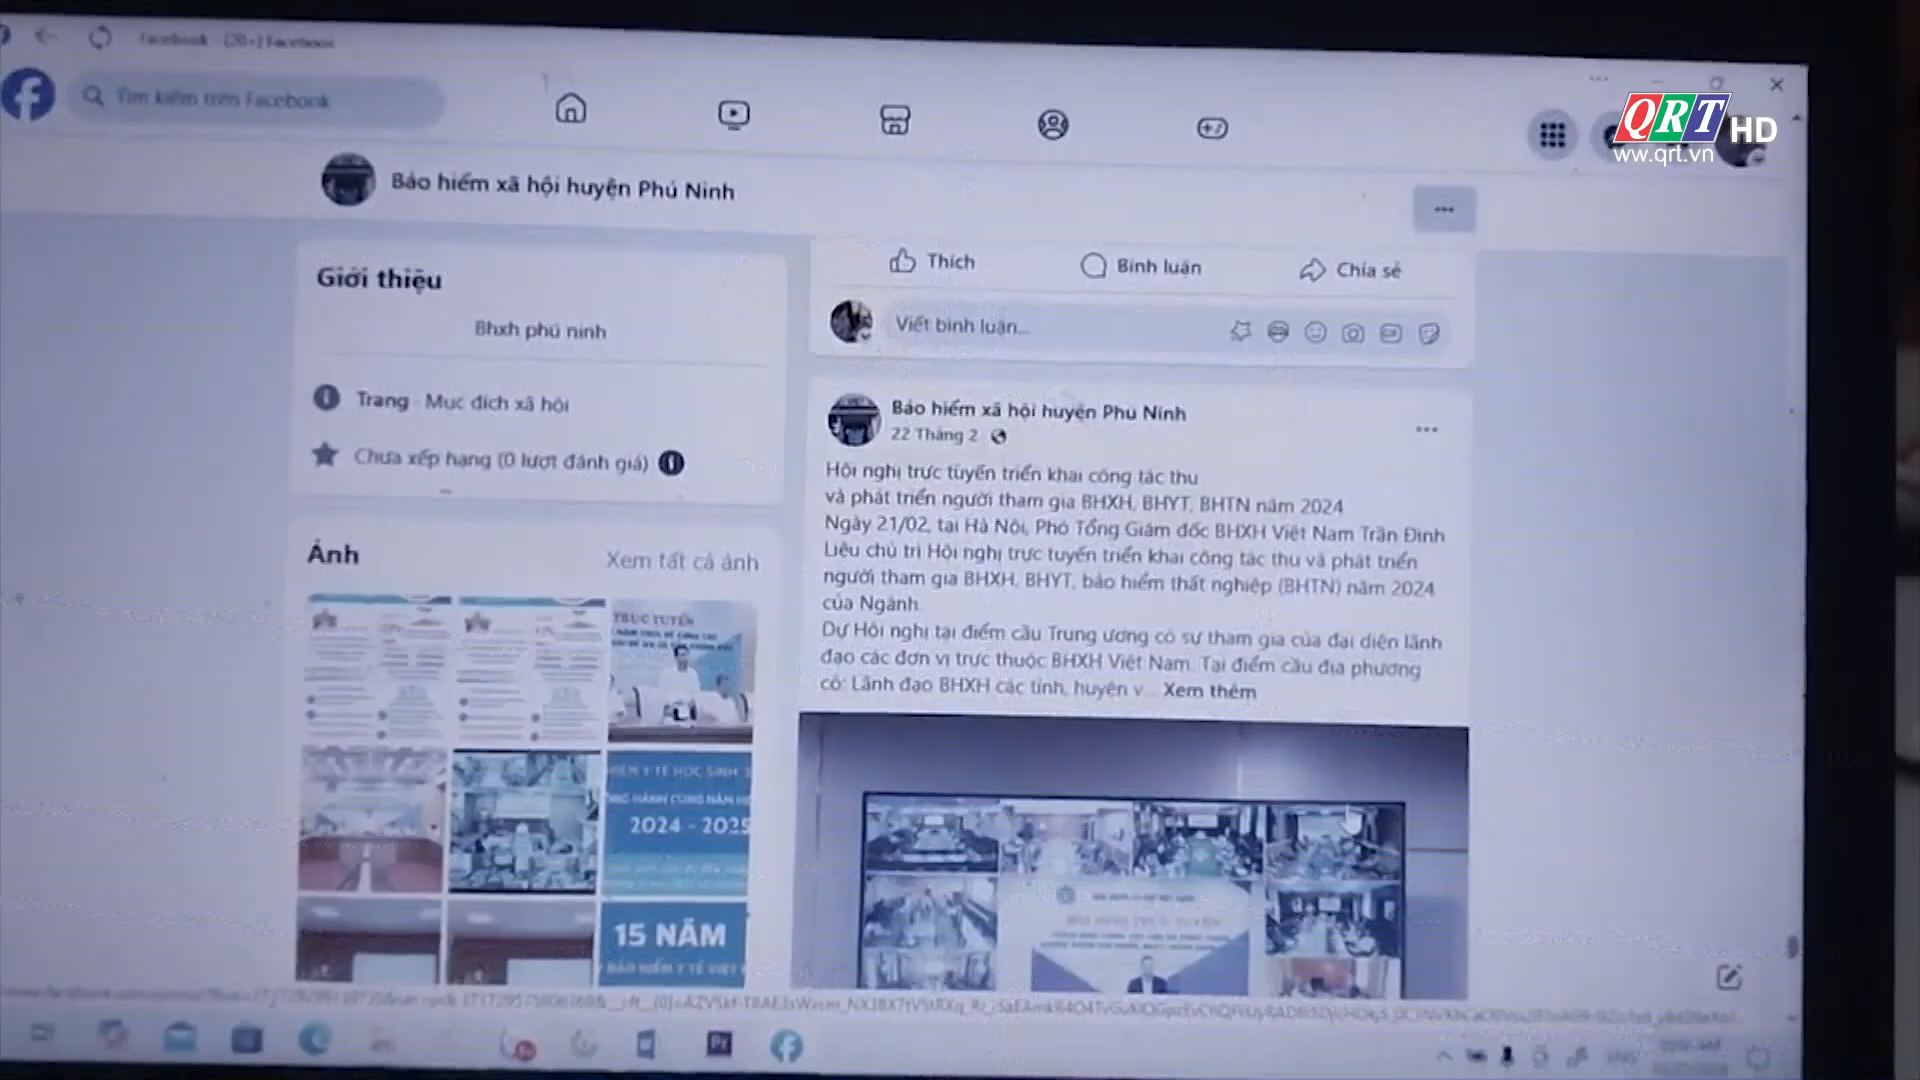 Facebook (20+) Facebook
Tìm kiếm trên Facebook
QRT HD
ww.qrt.vn
Bảo hiểm xã hội huyện Phú Ninh
Giới thiệu
Bhxh phú ninh
Trang · Mục đích xã hội
Chưa xếp hạng (0 lượt đánh giá)
Ảnh
Xem tất cả ảnh
TRỰC TUYẾN
2024 - 2025
15 NĂM
Thích
Bình luận
Chia sẻ
Viết bình luận...
Bảo hiểm xã hội huyện Phú Ninh
22 Tháng 2
Hội nghị trực tuyến triển khai công tác thu
và phát triển người tham gia BHXH, BHYT, BHTN năm 2024
Ngày 21/02, tại Hà Nội, Phó Tổng Giám đốc BHXH Việt Nam Trần Đình
Liệu chủ trì Hội nghị trực tuyến triển khai công tác thu và phát triển
người tham gia BHXH, BHYT, bảo hiểm thất nghiệp (BHTN) năm 2024
của Ngành.
Dự Hội nghị tại điểm cầu Trung ương có sự tham gia của đại diện lãnh
đạo các đơn vị trực thuộc BHXH Việt Nam. Tại điểm cầu địa phương
có: Lãnh đạo BHXH các tỉnh, huyện v... Xem thêm
Pr
ENG